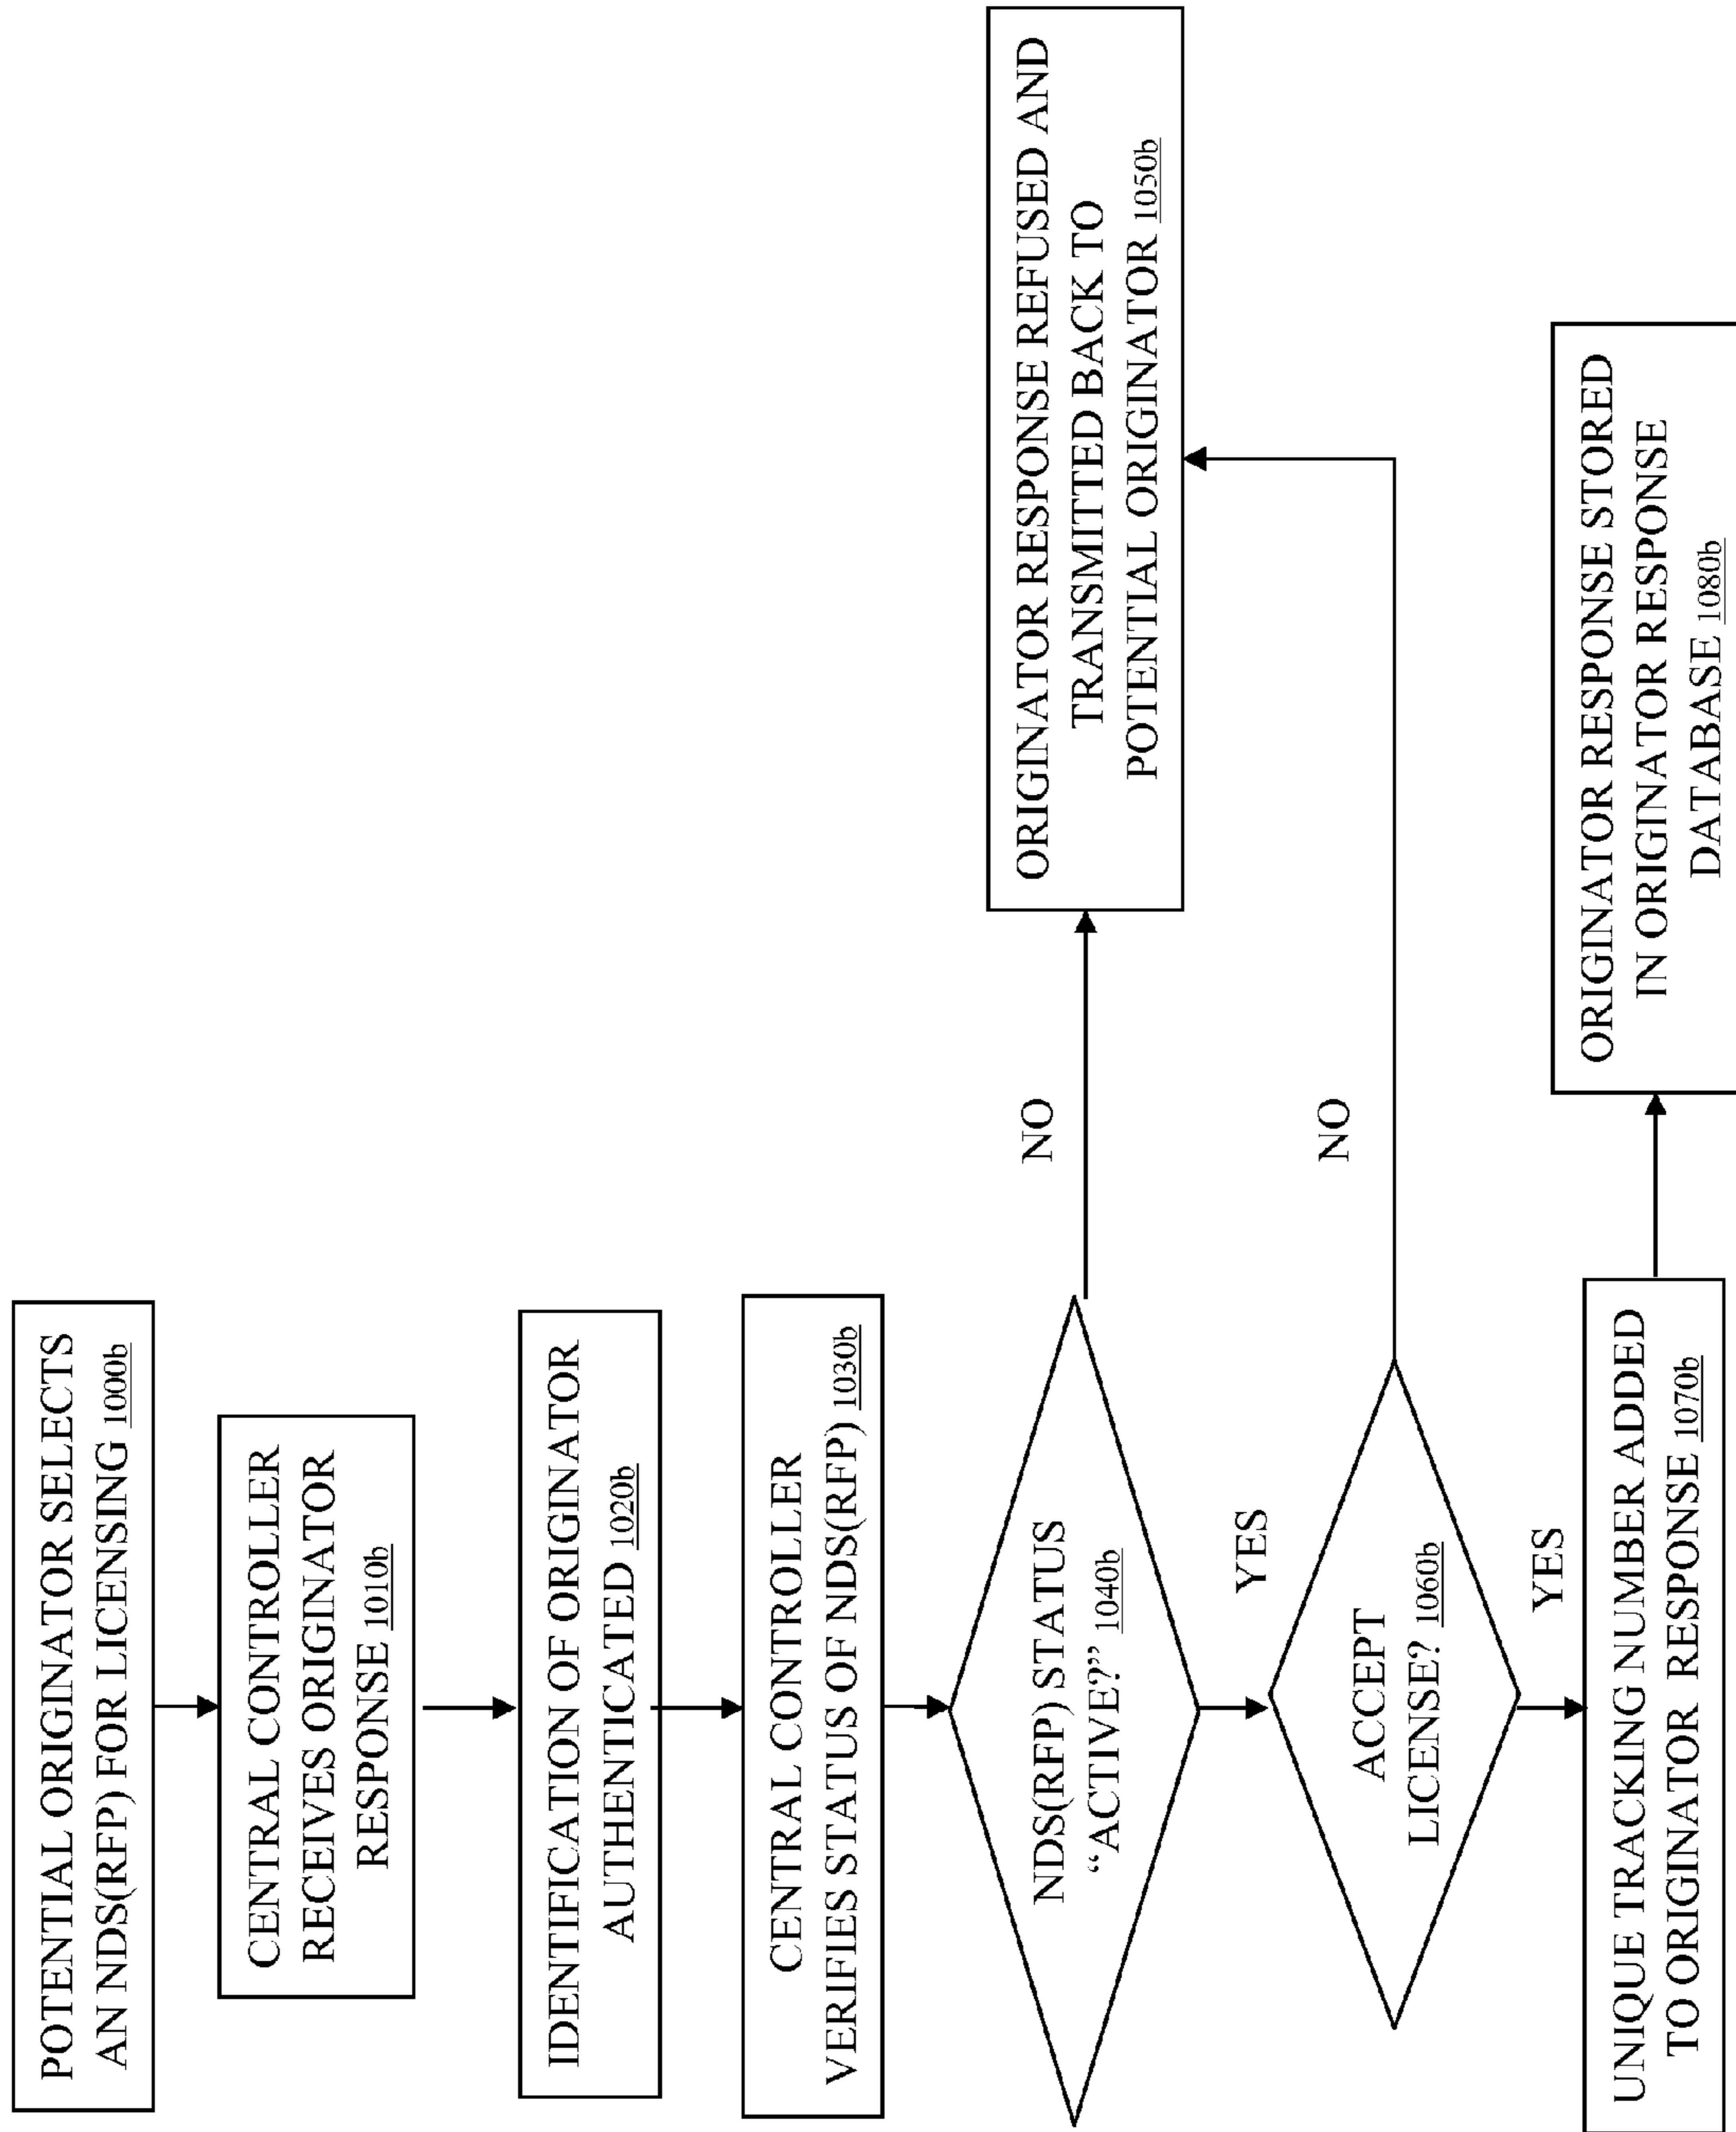 POTENTIAL ORIGINATOR SELECTS
AN NDS(RFP) FOR LICENSING 1000b
CENTRAL CONTROLLER
RECEIVES ORIGINATOR
RESPONSE 1010b
IDENTIFICATION OF ORIGINATOR
AUTHENTICATED 1020b
CENTRAL CONTROLLER
VERIFIES STATUS OF NDS(RFP) 1030b
NDS(RFP) STATUS
“ACTIVE?” 1040b
NO
ORIGINATOR RESPONSE REFUSED AND
TRANSMITTED BACK TO
POTENTIAL ORIGINATOR 1050b
YES
ACCEPT
LICENSE? 1060b
NO
YES
UNIQUE TRACKING NUMBER ADDED
TO ORIGINATOR RESPONSE 1070b
ORIGINATOR RESPONSE STORED
IN ORIGINATOR RESPONSE
DATABASE 1080b